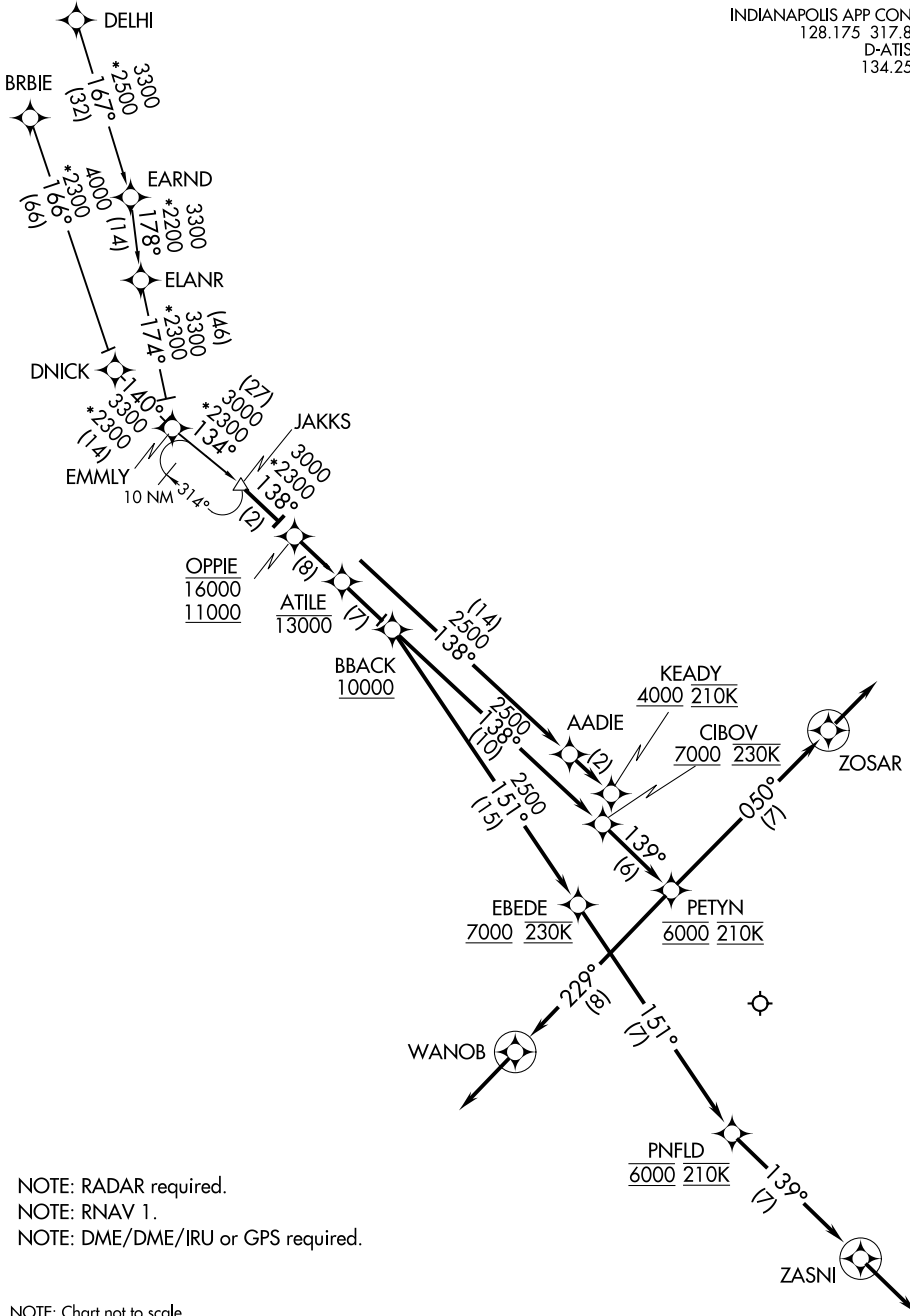 INDIANAPOLIS APP CON
128.175 317.8
D-ATIS
134.25
DELHI
3300
*2500
167°
(32)
BRBIE
4000
*2300
166°
(66)
EARND
3300
*2200
178°
(14)
ELANR
(46)
3300
*2300
174°
DNICK
140°
3300
*2300
(14)
EMMLY
(27)
3000
*2300
134°
10 NM
314°
JAKKS
3000
*2300
138°
(2)
OPPIE
16000
11000
(8)
ATILE
13000
(7)
BBACK
10000
(14)
2500
138°
AADIE
(2)
KEADY
4000 210K
CIBOV
7000 230K
2500
138°
(10)
2500
151°
(15)
139°
(6)
050°
(7)
ZOSAR
EBEDE
7000 230K
PETYN
6000 210K
229°
(8)
WANOB
151°
(7)
PNFLD
6000 210K
139°
(7)
ZASNI
NOTE: RADAR required.
NOTE: RNAV 1.
NOTE: DME/DME/IRU or GPS required.
NOTE: Chart not to scale